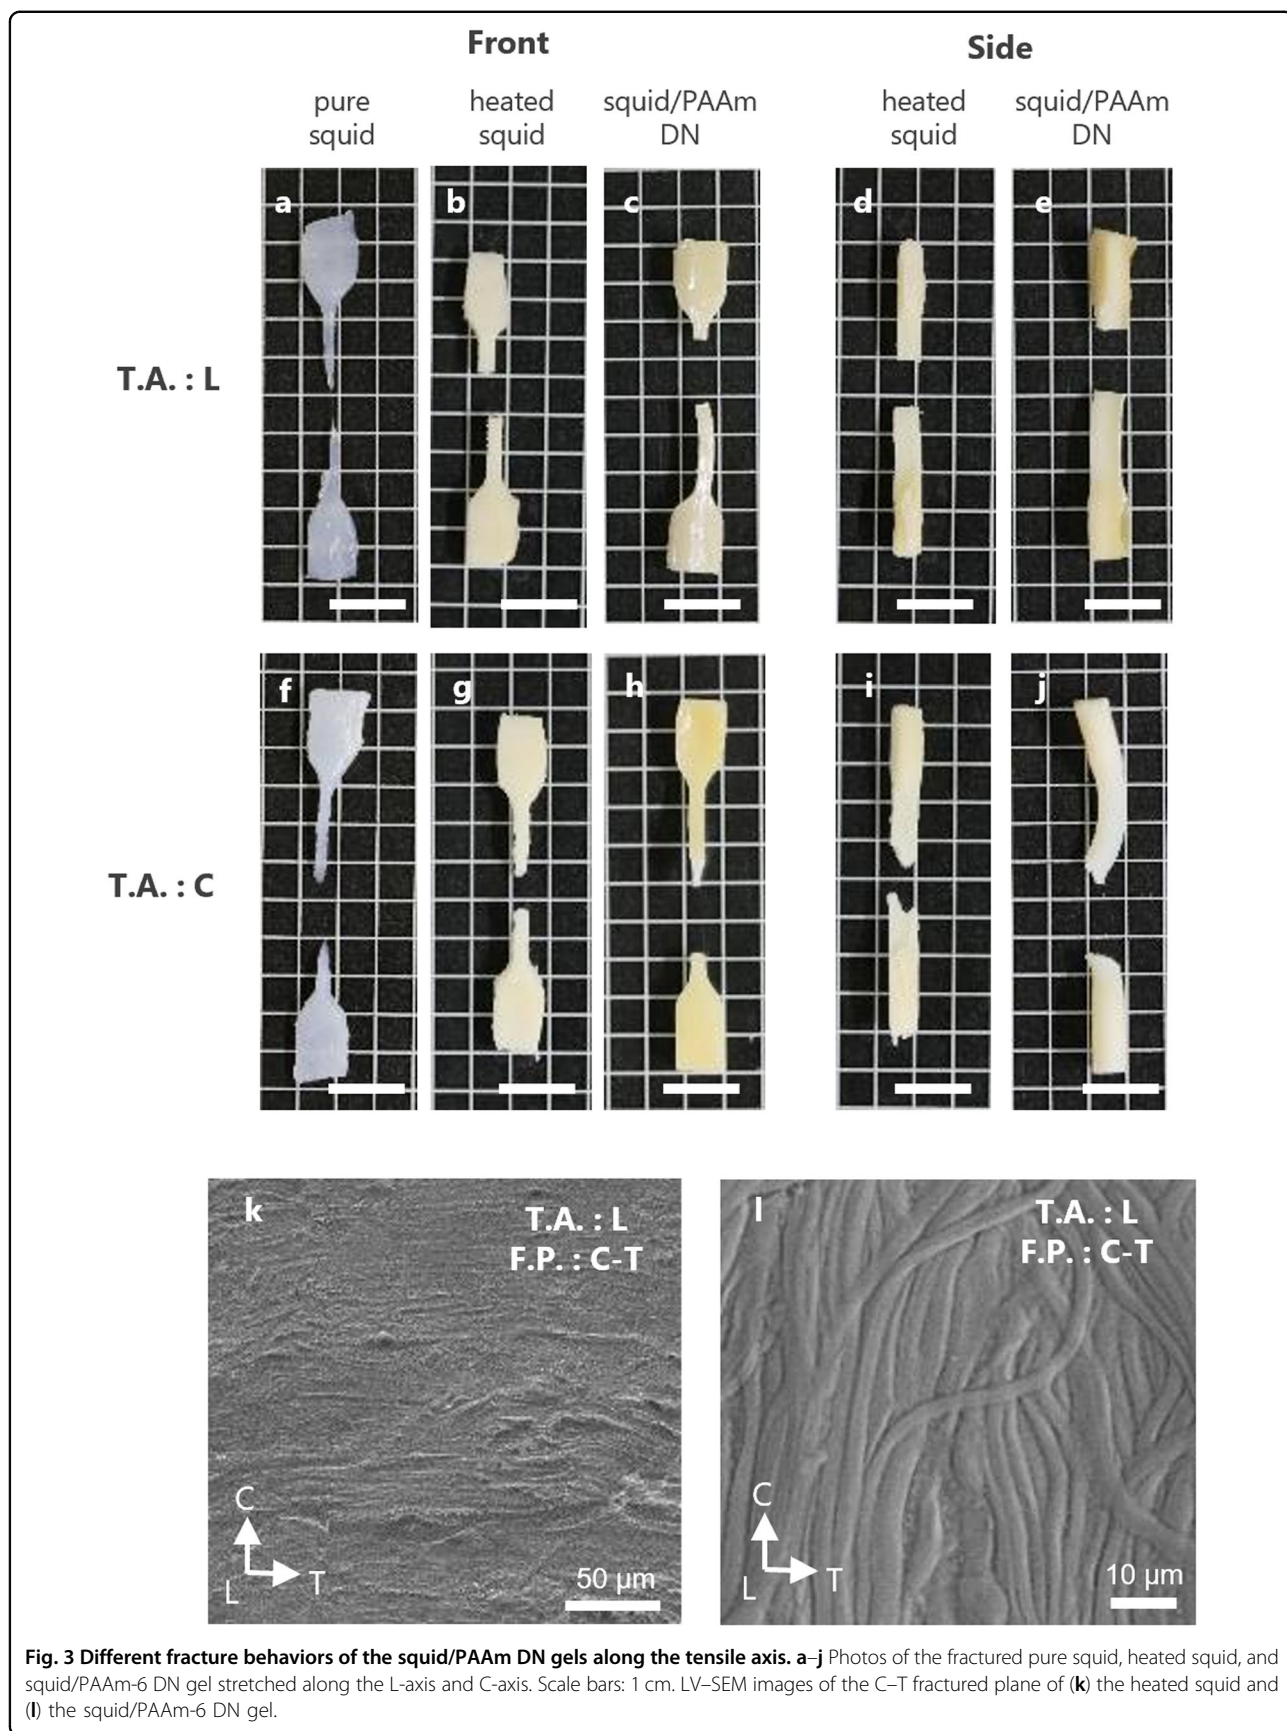 Front
Side
pure squid
heated squid
squid/PAAm DN
heated squid
squid/PAAm DN
T.A. : L
a
b
c
d
e
T.A. : C
f
g
h
i
j
k
T.A. : L
F.P. : C-T
C
L
T
50 μm
l
T.A. : L
F.P. : C-T
C
L
T
10 μm
Fig. 3 Different fracture behaviors of the squid/PAAm DN gels along the tensile axis. a–j Photos of the fractured pure squid, heated squid, and
squid/PAAm-6 DN gel stretched along the L-axis and C-axis. Scale bars: 1 cm. LV–SEM images of the C–T fractured plane of (k) the heated squid and
(l) the squid/PAAm-6 DN gel.